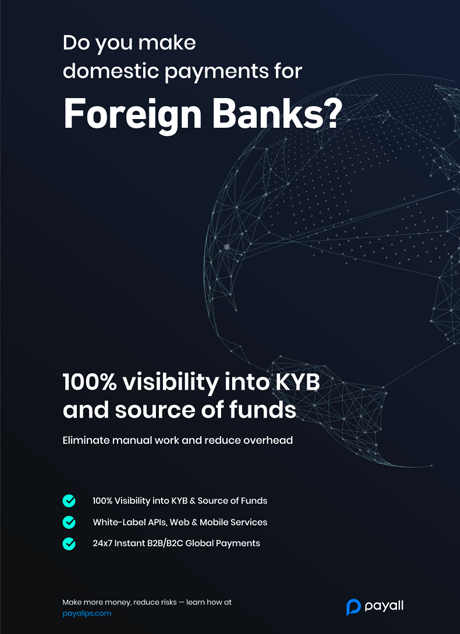 Do you make
domestic payments for
Foreign Banks?
100% visibility into KYB
and source of funds
Eliminate manual work and reduce overhead
100% Visibility into KYB & Source of Funds
White-Label APIs, Web & Mobile Services
24x7 Instant B2B/B2C Global Payments
Make more money, reduce risks — learn how at
payallps.com
payall